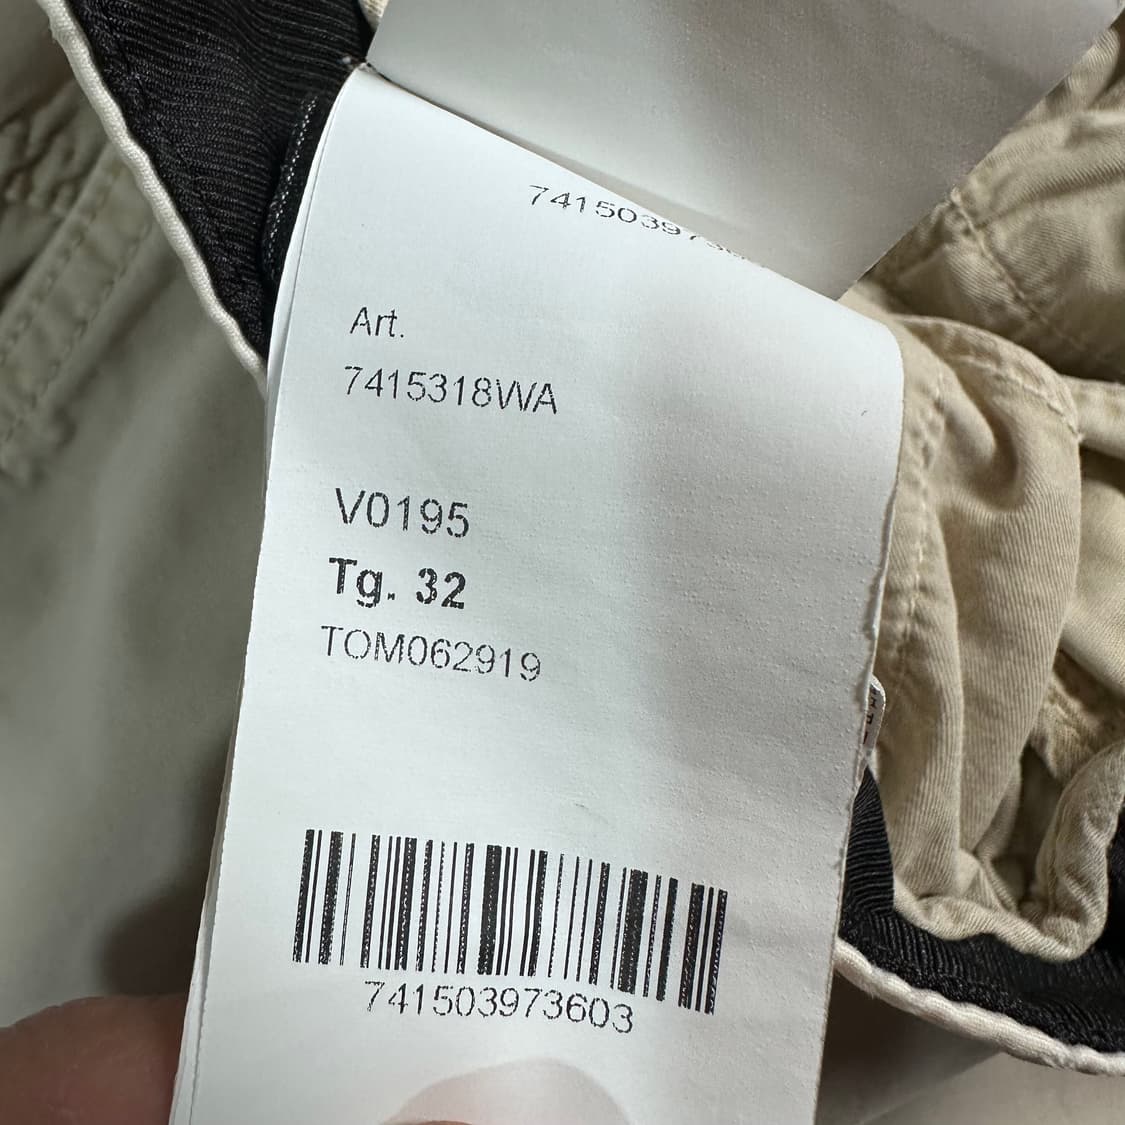 Art.
7415318WA
V0195
Tg. 32
TOM062919
741503973603